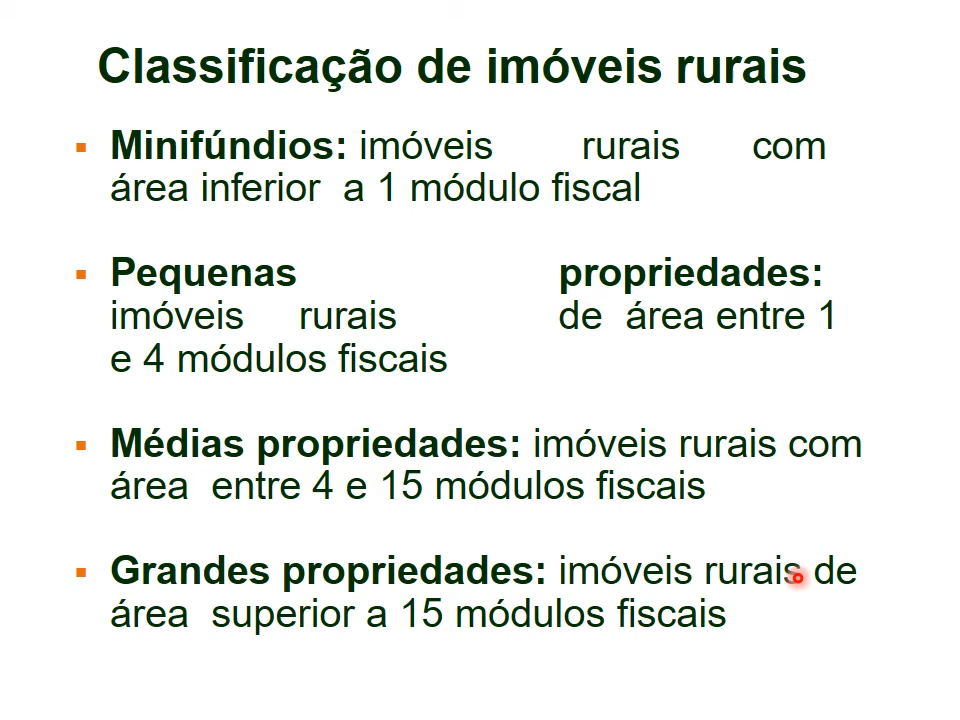 Classificação de imóveis rurais
▪ Minifúndios: imóveis rurais com
área inferior a 1 módulo fiscal
▪ Pequenas propriedades:
imóveis rurais de área entre 1
e 4 módulos fiscais
▪ Médias propriedades: imóveis rurais com
área entre 4 e 15 módulos fiscais
▪ Grandes propriedades: imóveis rurais de
área superior a 15 módulos fiscais